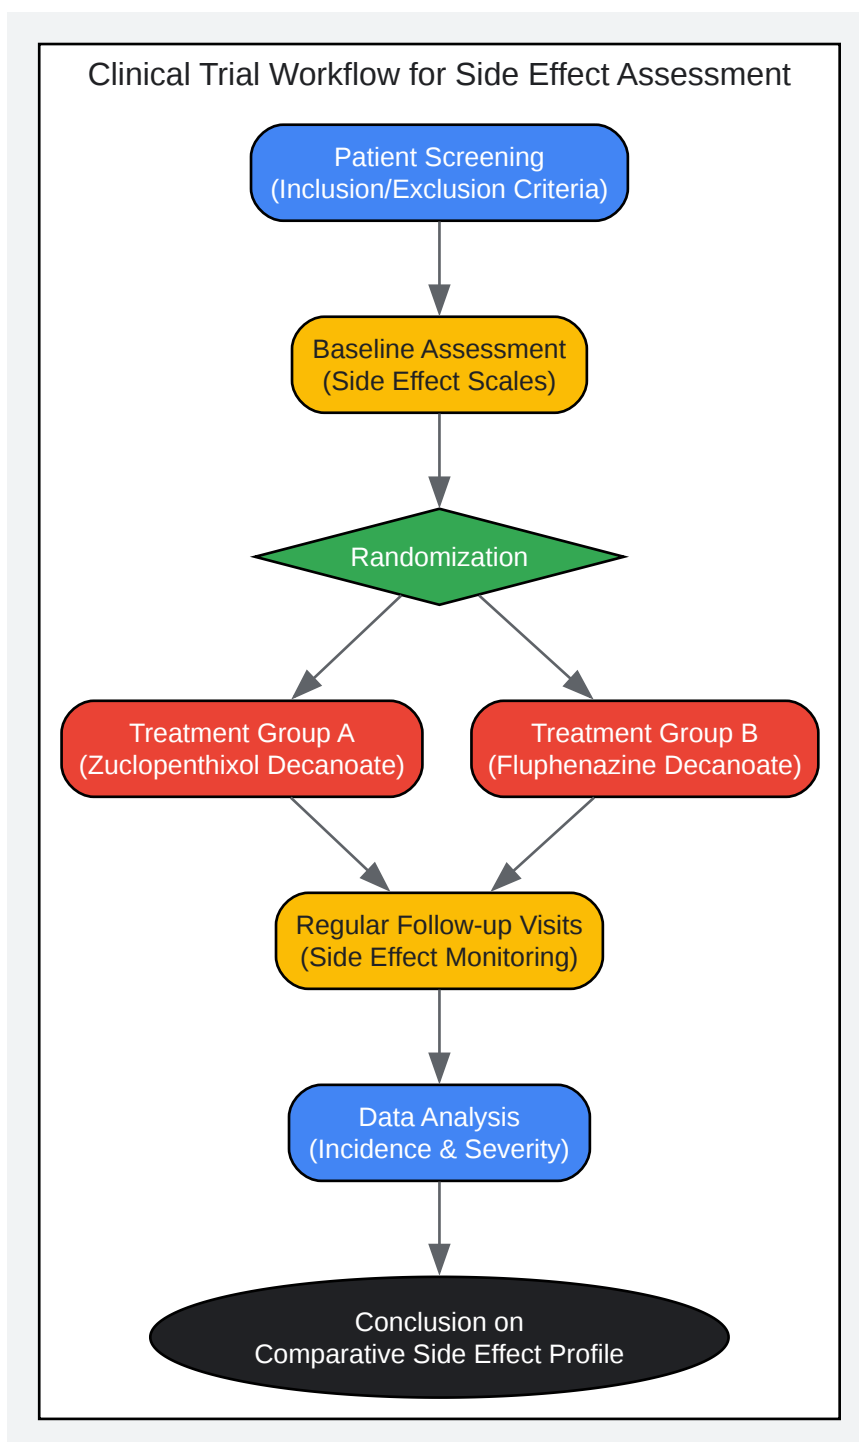 Clinical Trial Workflow for Side Effect Assessment
Patient Screening
(Inclusion/Exclusion Criteria)
Baseline Assessment
(Side Effect Scales)
Randomization
Treatment Group A
(Zuclopenthixol Decanoate)
Treatment Group B
(Fluphenazine Decanoate)
Regular Follow-up Visits
(Side Effect Monitoring)
Data Analysis
(Incidence & Severity)
Conclusion on
Comparative Side Effect Profile